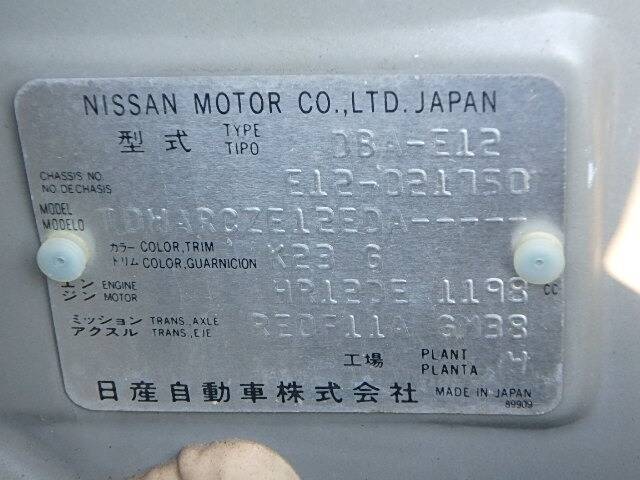 NISSAN MOTOR CO.,LTD. JAPAN
型式 TYPE TIPO DBA-E12
CHASSIS NO. NO. DE CHASIS E12-021750
MODEL MODELO TDWARGZE12EDA-----
カラー COLOR,TRIM トリム COLOR,GUARNICION K23 G
エンジン ENGINE MOTOR HR12DE 1198 CC
ミッション TRANS. AXLE アクスル TRANS., EJE RE0F11A GM38
工場 PLANT PLANTA W
日産自動車株式会社 MADE IN JAPAN
89909